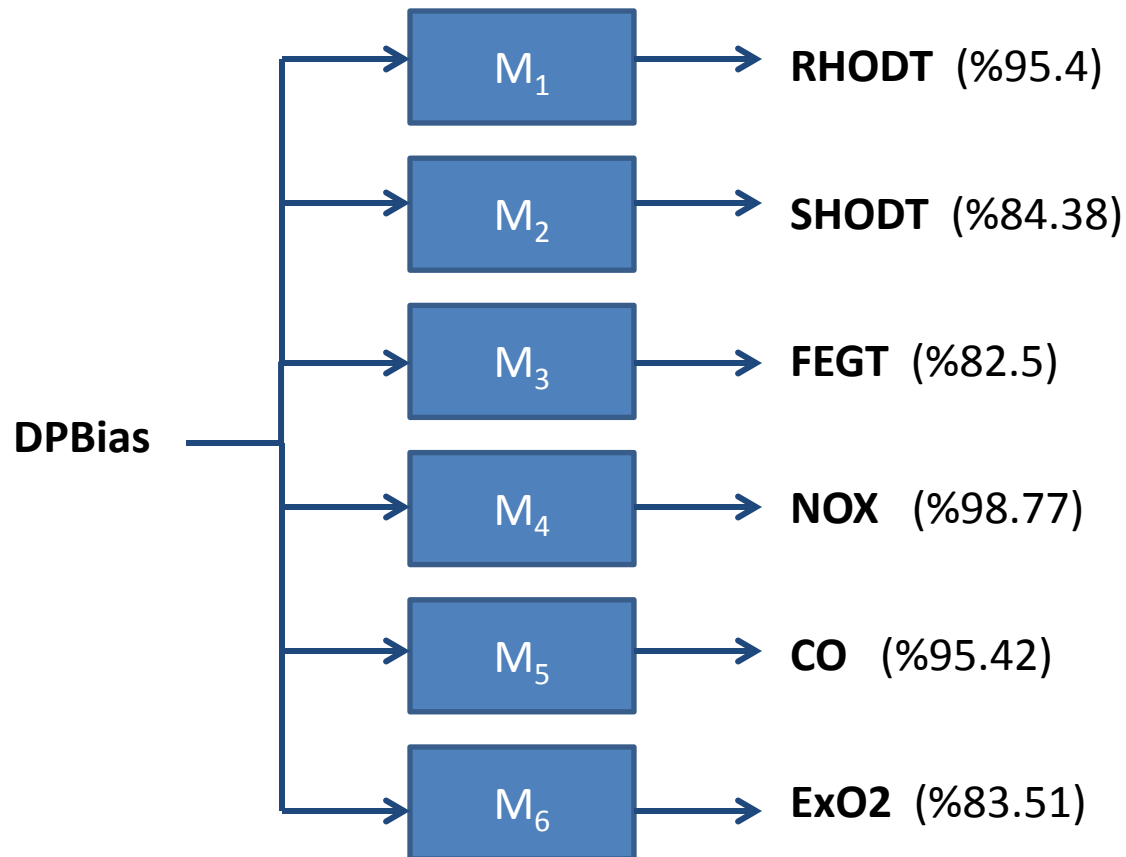 M₁
RHODT (%95.4)
M₂
SHODT (%84.38)
M₃
FEGT (%82.5)
DPBias
M₄
NOX (%98.77)
M₅
CO (%95.42)
M₆
ExO2 (%83.51)